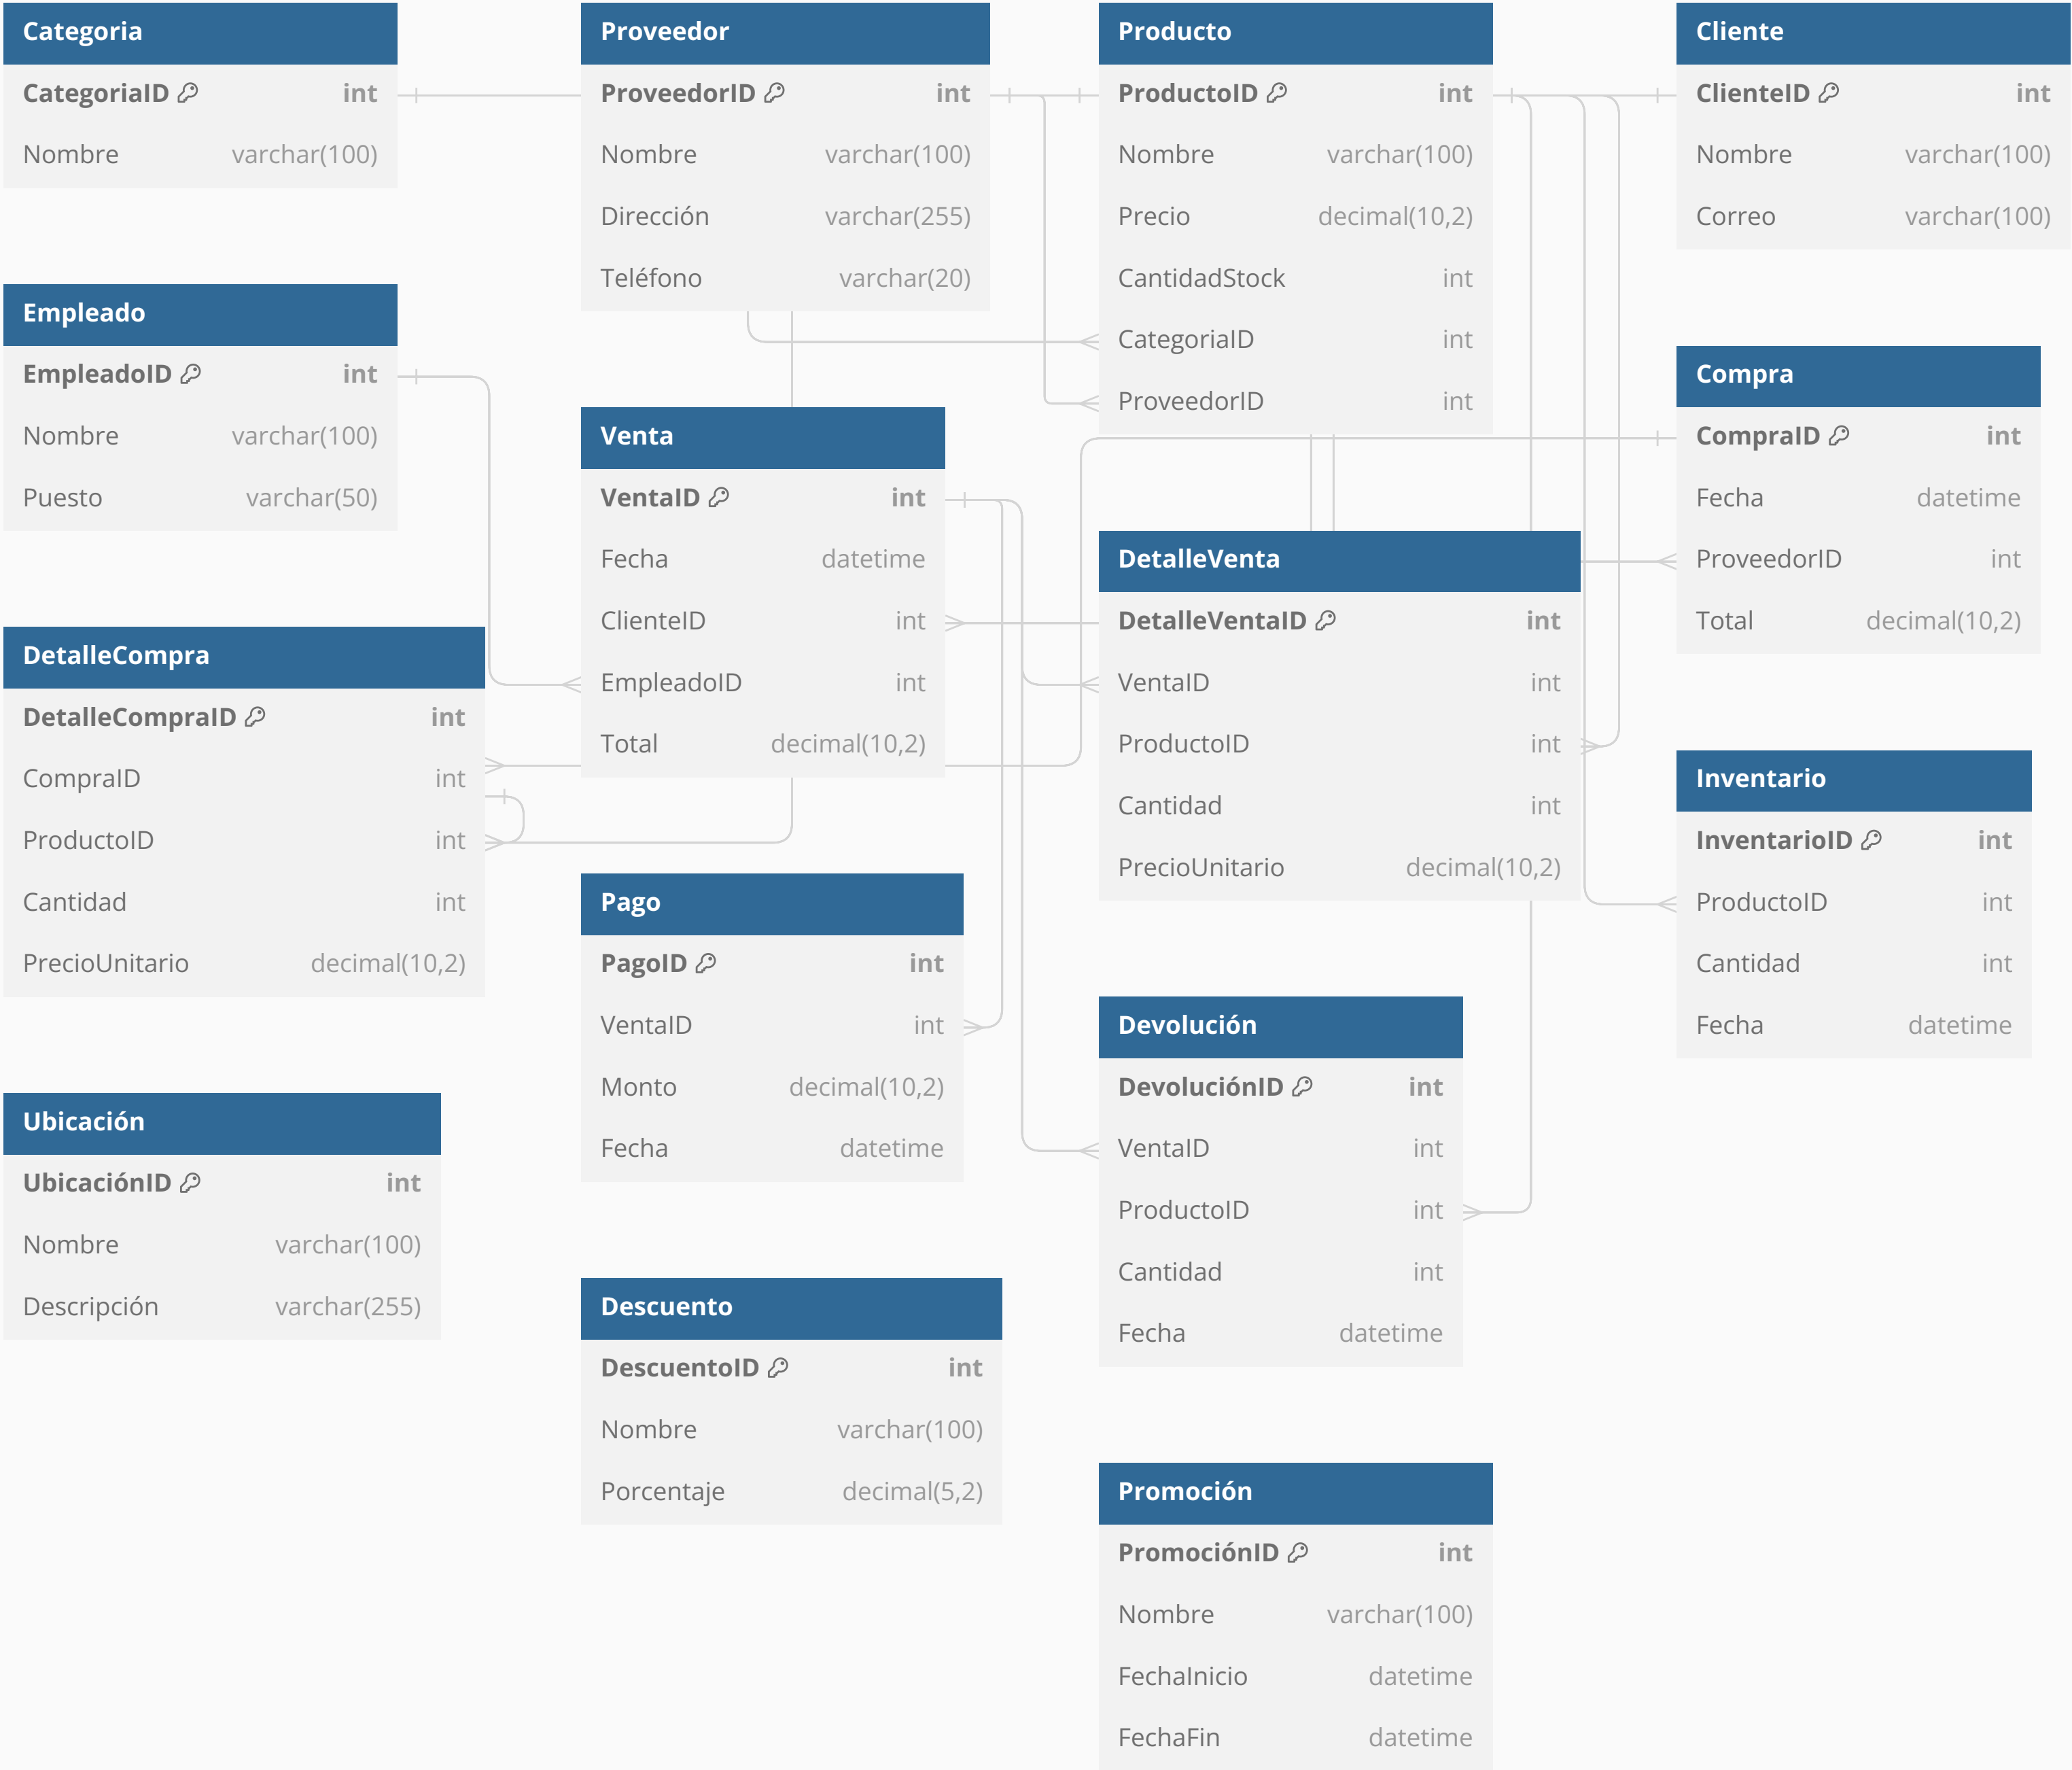 Categoria
CategoriaID int
Nombre varchar(100)
Proveedor
ProveedorID int
Nombre varchar(100)
Dirección varchar(255)
Teléfono varchar(20)
Producto
ProductoID int
Nombre varchar(100)
Precio decimal(10,2)
CantidadStock int
CategoriaID int
ProveedorID int
Cliente
ClienteID int
Nombre varchar(100)
Correo varchar(100)
Empleado
EmpleadoID int
Nombre varchar(100)
Puesto varchar(50)
Venta
VentaID int
Fecha datetime
ClienteID int
EmpleadoID int
Total decimal(10,2)
DetalleVenta
DetalleVentaID int
VentaID int
ProductoID int
Cantidad int
PrecioUnitario decimal(10,2)
Compra
CompraID int
Fecha datetime
ProveedorID int
Total decimal(10,2)
DetalleCompra
DetalleCompraID int
CompraID int
ProductoID int
Cantidad int
PrecioUnitario decimal(10,2)
Pago
PagoID int
VentaID int
Monto decimal(10,2)
Fecha datetime
Devolución
DevoluciónID int
VentaID int
ProductoID int
Cantidad int
Fecha datetime
Inventario
InventarioID int
ProductoID int
Cantidad int
Fecha datetime
Ubicación
UbicaciónID int
Nombre varchar(100)
Descripción varchar(255)
Descuento
DescuentoID int
Nombre varchar(100)
Porcentaje decimal(5,2)
Promoción
PromociónID int
Nombre varchar(100)
FechaInicio datetime
FechaFin datetime